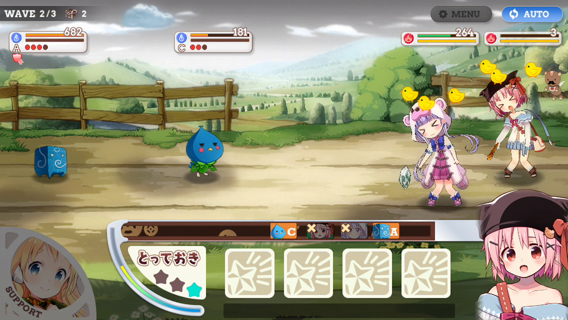 WAVE 2/3 2
MENU
AUTO
682
A
181
C
264
3
C
A
とっておき
SUPPORT